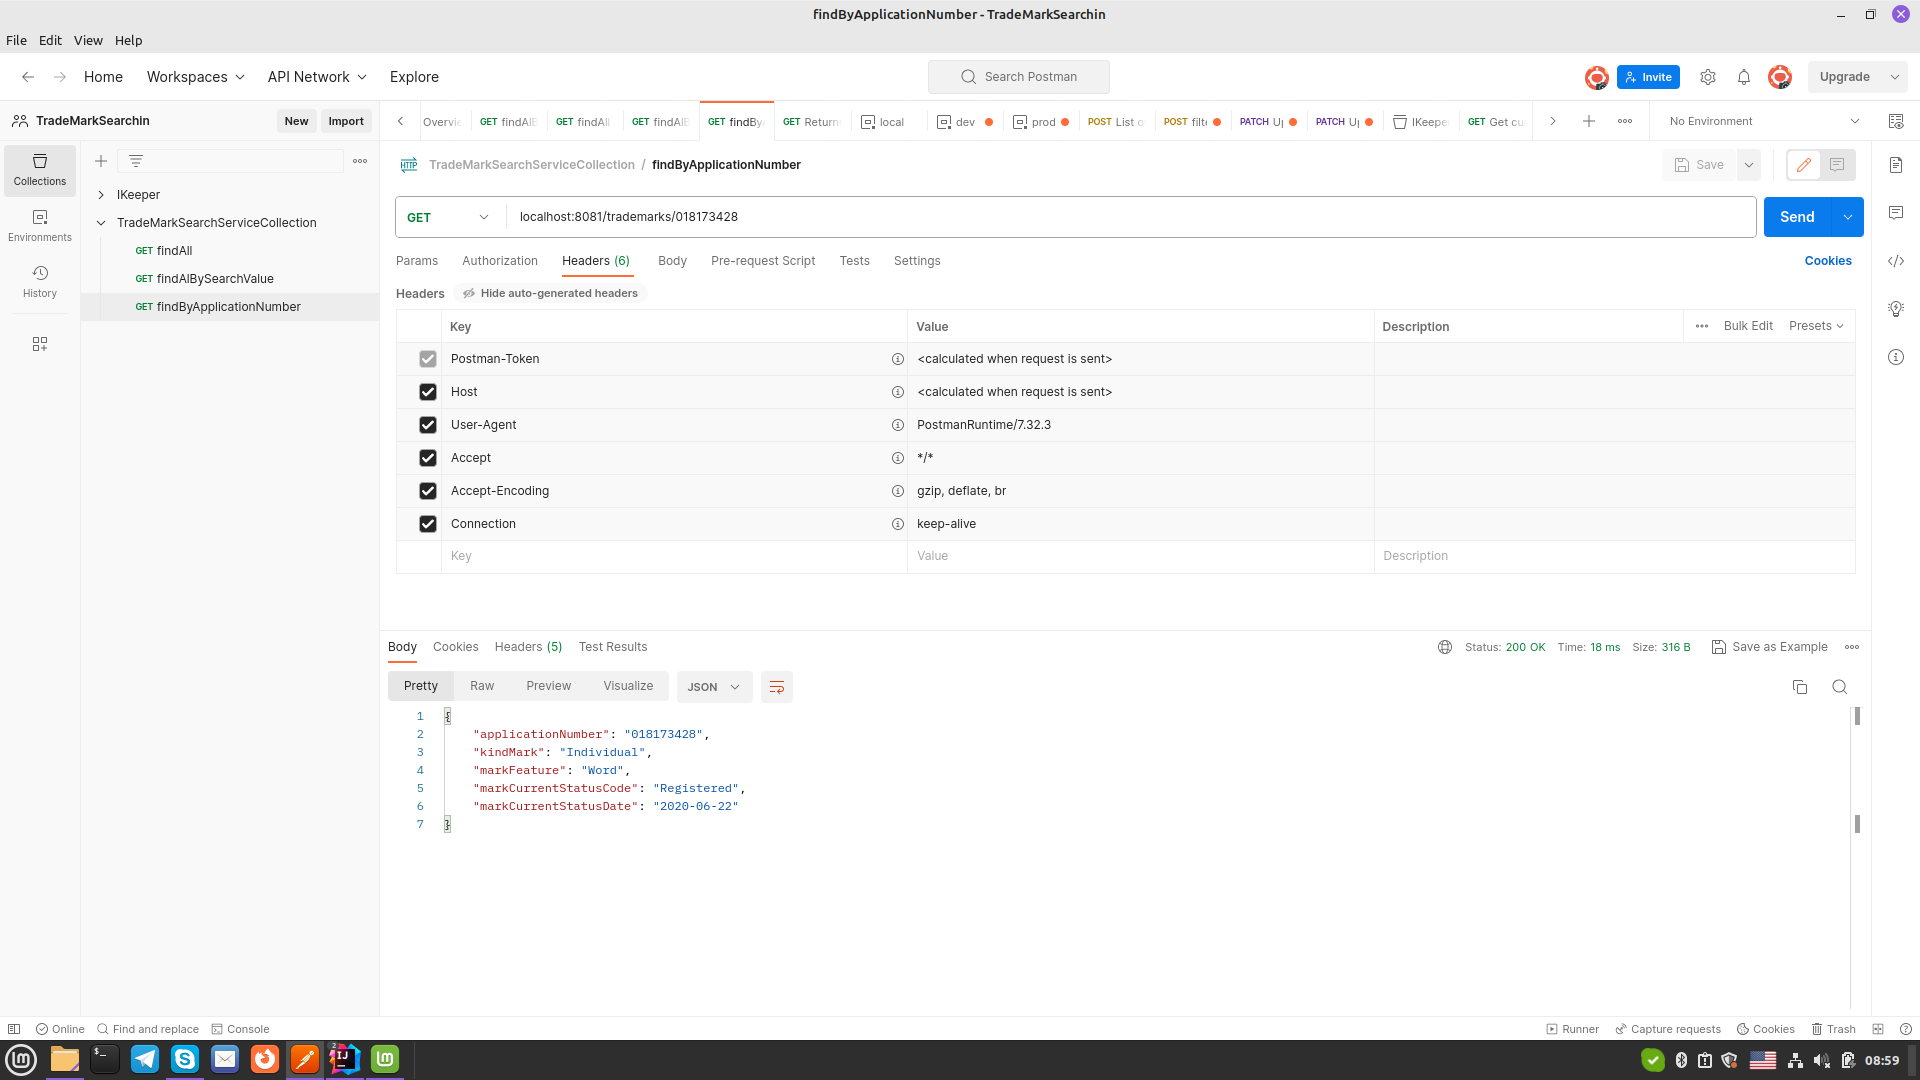 findByApplicationNumber - TradeMarkSearchin
File Edit View Help
Home Workspaces API Network Explore
Search Postman
Invite
Upgrade
TradeMarkSearchin
New Import
Overvi
GET findAlB
GET findAll
GET findAlB
GET findBy
GET Return
local
dev
prod
POST List o
POST filt
PATCH U
PATCH U
IKeepe
GET Get cu
No Environment
Collections
Environments
History
IKeeper
TradeMarkSearchServiceCollection
GET findAll
GET findAlBySearchValue
GET findByApplicationNumber
HTTP TradeMarkSearchServiceCollection / findByApplicationNumber
Save
GET localhost:8081/trademarks/018173428
Send
Params Authorization Headers (6) Body Pre-request Script Tests Settings
Cookies
Headers Hide auto-generated headers
Key Value Description
Bulk Edit Presets
Postman-Token <calculated when request is sent>
Host <calculated when request is sent>
User-Agent PostmanRuntime/7.32.3
Accept */*
Accept-Encoding gzip, deflate, br
Connection keep-alive
Key Value Description
Body Cookies Headers (5) Test Results
Status: 200 OK Time: 18 ms Size: 316 B Save as Example
Pretty Raw Preview Visualize JSON
1 {
2 "applicationNumber": "018173428",
3 "kindMark": "Individual",
4 "markFeature": "Word",
5 "markCurrentStatusCode": "Registered",
6 "markCurrentStatusDate": "2020-06-22"
7 }
Online Find and replace Console
Runner Capture requests Cookies Trash
2
IJ
08:59